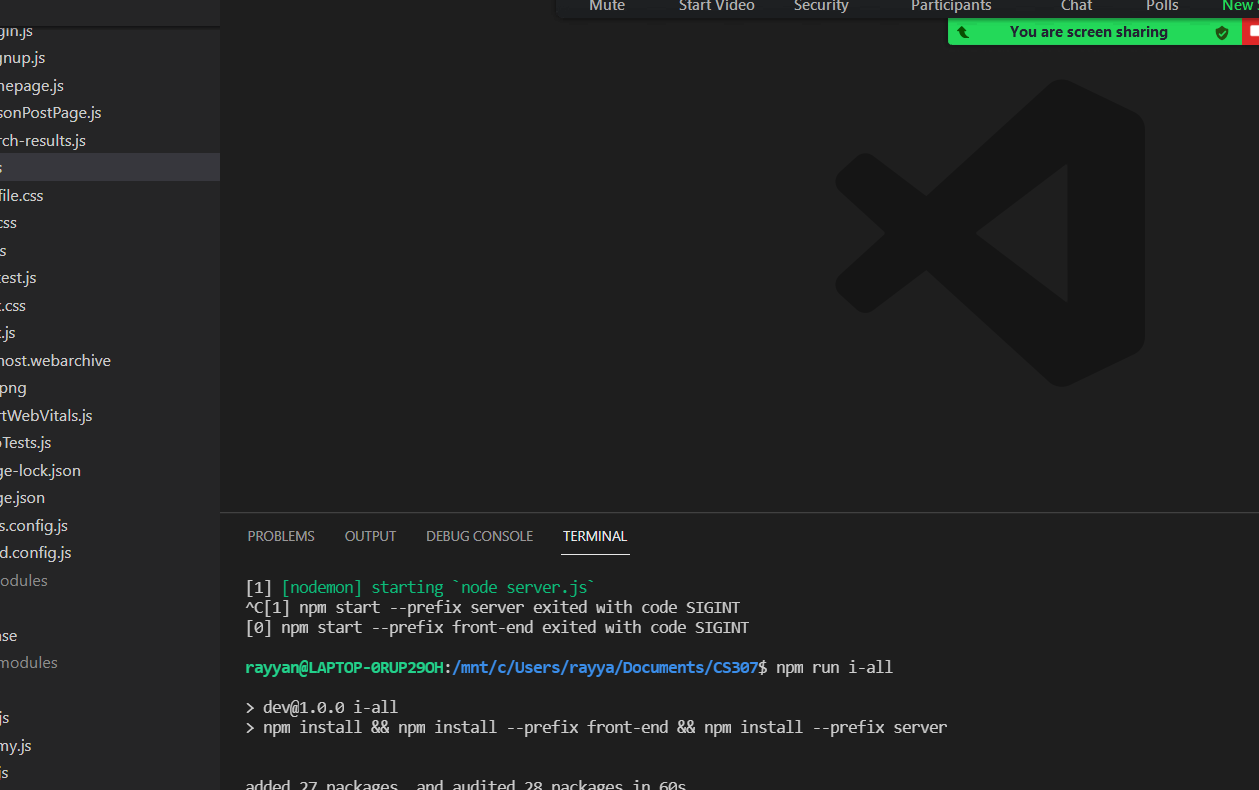 Mute Start Video Security Participants Chat Polls New
You are screen sharing
gin.js
gnup.js
nepage.js
sonPostPage.js
rch-results.js
s
file.css
css
s
test.js
.css
.js
nost.webarchive
png
rtWebVitals.js
Tests.js
ge-lock.json
ge.json
s.config.js
d.config.js
odules
ase
modules
js
my.js
js
PROBLEMS OUTPUT DEBUG CONSOLE TERMINAL
[1] [nodemon] starting `node server.js`
^C[1] npm start --prefix server exited with code SIGINT
[0] npm start --prefix front-end exited with code SIGINT
rayyan@LAPTOP-0RUP29OH:/mnt/c/Users/rayya/Documents/CS307$ npm run i-all
> dev@1.0.0 i-all
> npm install && npm install --prefix front-end && npm install --prefix server
added 27 packages, and audited 28 packages in 60s